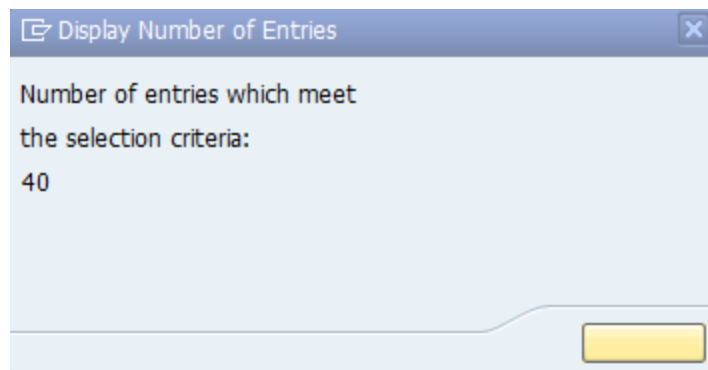 Display Number of Entries
Number of entries which meet
the selection criteria:
40